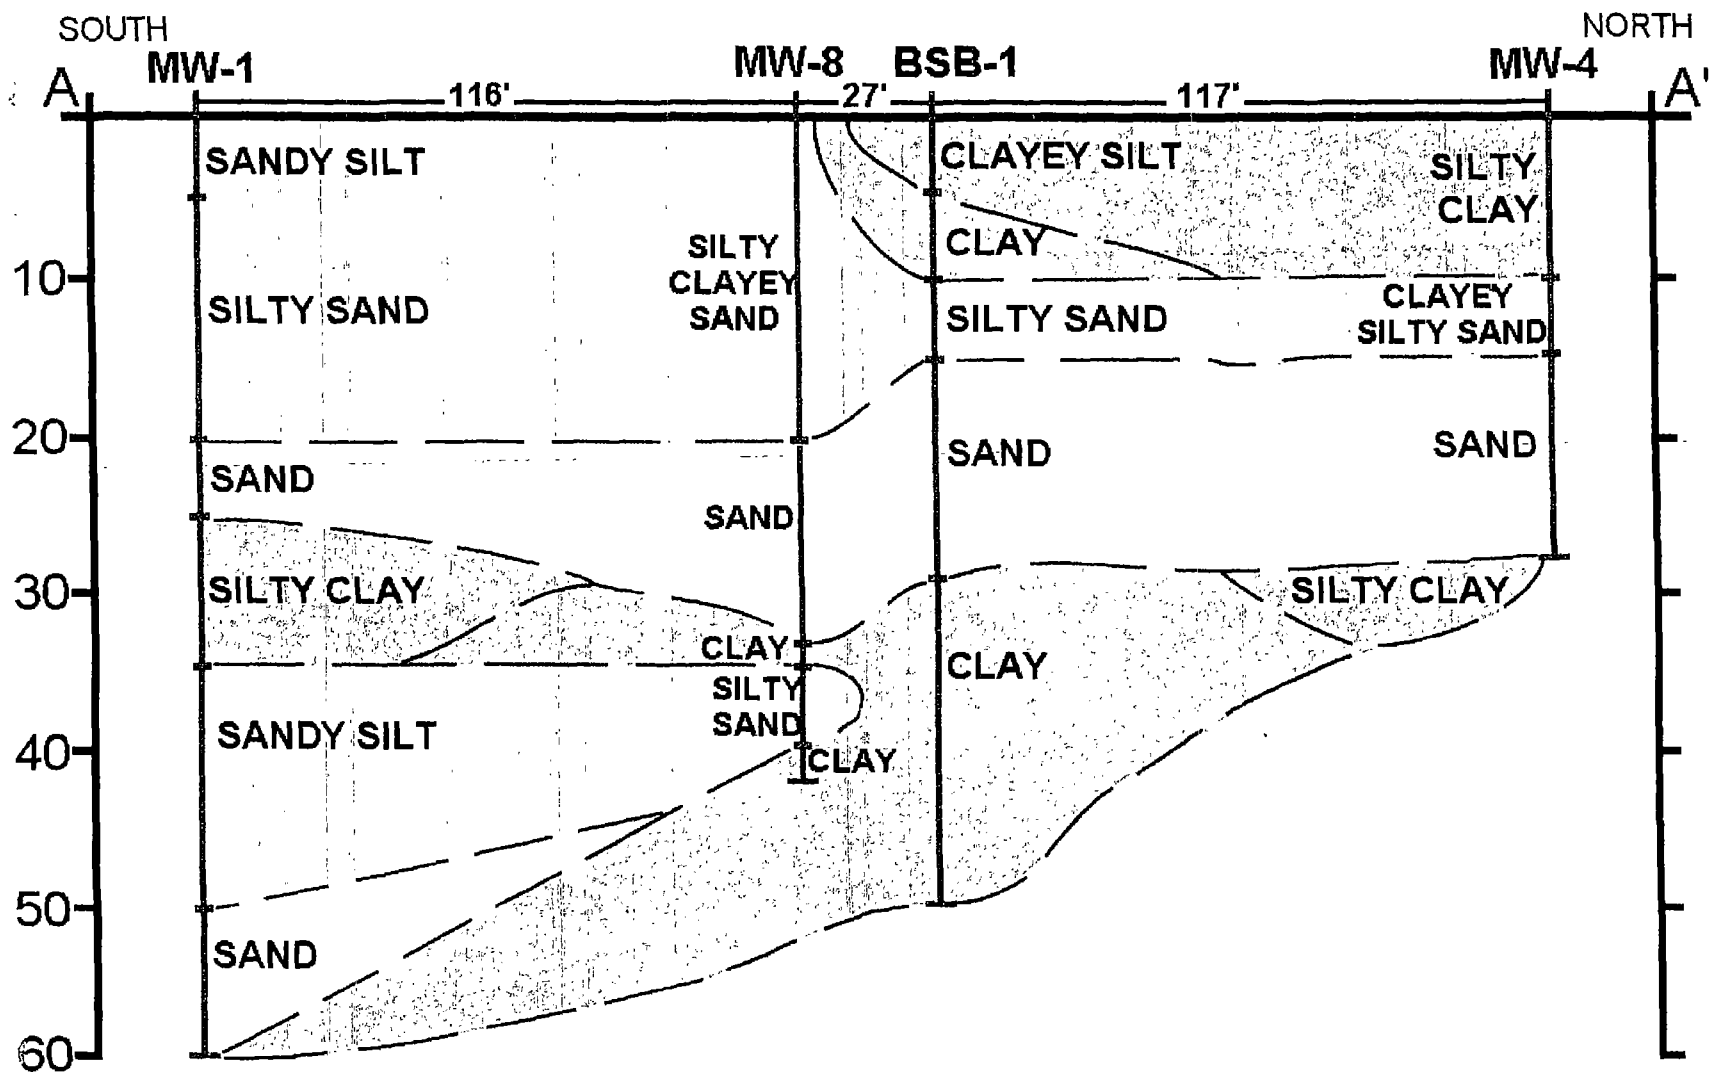 SOUTH
NORTH
MW-1
MW-8
BSB-1
MW-4
A
116'
27'
117'
A'
SANDY SILT
CLAYEY SILT
SILTY
CLAY
SILTY
CLAYEY
SAND
CLAY
10
SILTY SAND
SILTY SAND
CLAYEY
SILTY SAND
20
SAND
SAND
SAND
SAND
30
SILTY CLAY
SILTY CLAY
CLAY
CLAY
SILTY
SAND
SANDY SILT
40
CLAY
50
SAND
60